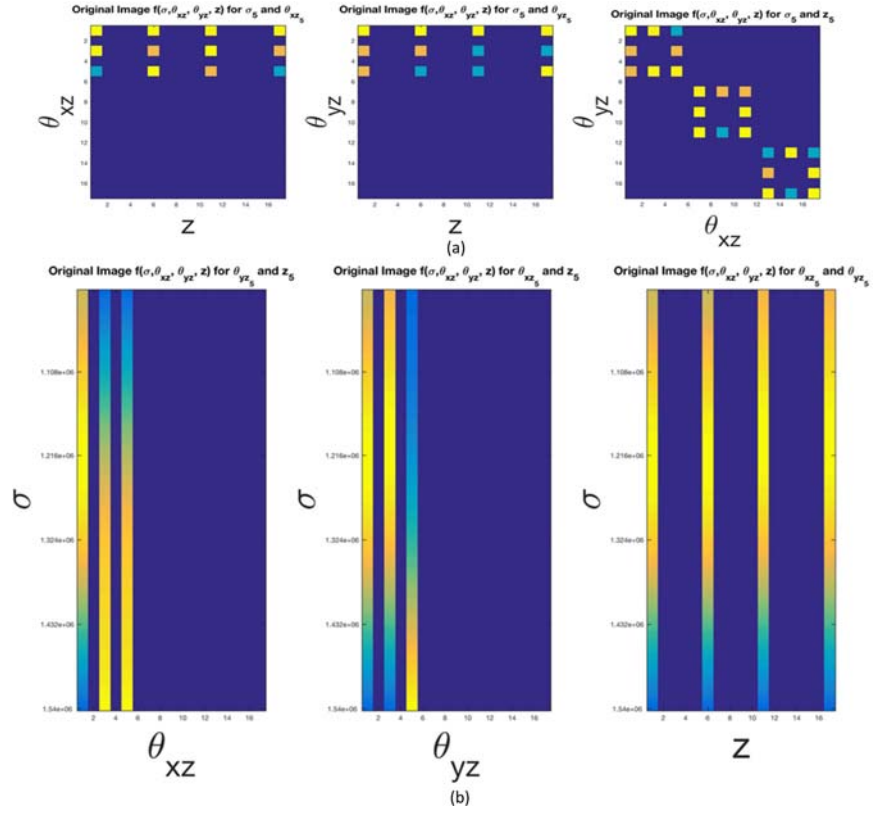 Original Image f(σ,θxz, θyz, z) for σ5 and θxz5
2
4
6
8
10
12
14
16
θxz
2 4 6 8 10 12 14 16
z
Original Image f(σ,θxz, θyz, z) for σ5 and θyz5
2
4
6
8
10
12
14
16
θyz
2 4 6 8 10 12 14 16
z
Original Image f(σ,θxz, θyz, z) for σ5 and z5
2
4
6
8
10
12
14
16
θyz
2 4 6 8 10 12 14 16
θxz
(a)
Original Image f(σ,θxz, θyz, z) for θyz5 and z5
1.108e+06
1.216e+06
1.324e+06
1.432e+06
1.54e+06
σ
2 4 6 8 10 12 14 16
θxz
Original Image f(σ,θxz, θyz, z) for θxz5 and z5
1.108e+06
1.216e+06
1.324e+06
1.432e+06
1.54e+06
σ
2 4 6 8 10 12 14 16
θyz
Original Image f(σ,θxz, θyz, z) for θxz5 and θyz5
1.108e+06
1.216e+06
1.324e+06
1.432e+06
1.54e+06
σ
2 4 6 8 10 12 14 16
z
(b)